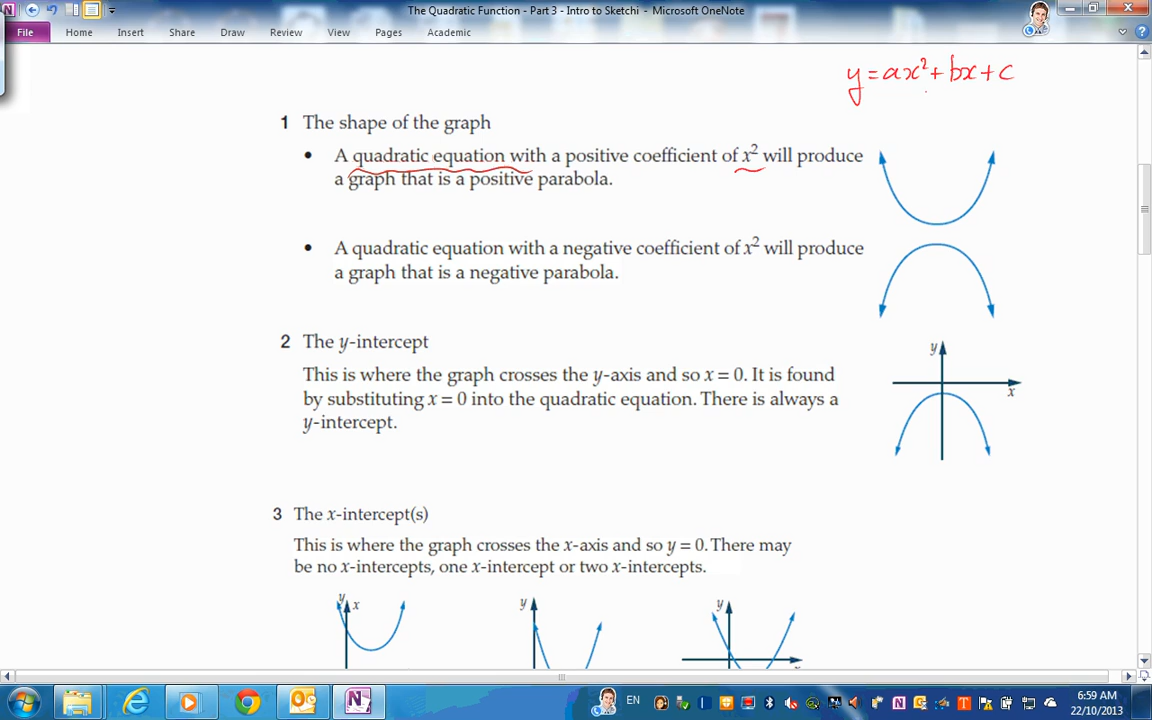 The Quadratic Function - Part 3 - Intro to Sketchi - Microsoft OneNote
File Home Insert Share Draw Review View Pages Academic
y = ax² + bx + c
1 The shape of the graph
• A quadratic equation with a positive coefficient of x² will produce
a graph that is a positive parabola.
• A quadratic equation with a negative coefficient of x² will produce
a graph that is a negative parabola.
2 The y-intercept
y
x
This is where the graph crosses the y-axis and so x = 0. It is found
by substituting x = 0 into the quadratic equation. There is always a
y-intercept.
3 The x-intercept(s)
This is where the graph crosses the x-axis and so y = 0. There may
be no x-intercepts, one x-intercept or two x-intercepts.
y x y y
EN
6:59 AM
22/10/2013